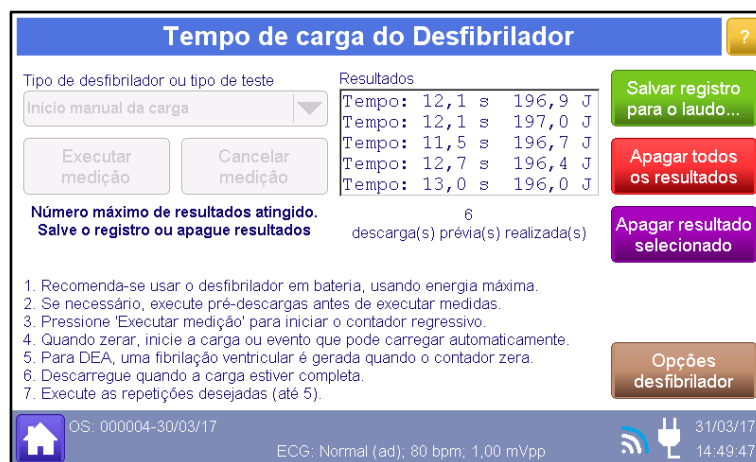 Tempo de carga do Desfibrilador
?
Tipo de desfibrilador ou tipo de teste
Início manual da carga
Executar
medição
Cancelar
medição
Número máximo de resultados atingido.
Salve o registro ou apague resultados
Resultados
Tempo: 12,1 s 196,9 J
Tempo: 12,1 s 197,0 J
Tempo: 11,5 s 196,7 J
Tempo: 12,7 s 196,4 J
Tempo: 13,0 s 196,0 J
6
descarga(s) prévia(s) realizada(s)
Salvar registro
para o laudo...
Apagar todos
os resultados
Apagar resultado
selecionado
1. Recomenda-se usar o desfibrilador em bateria, usando energia máxima.
2. Se necessário, execute pré-descargas antes de executar medidas.
3. Pressione 'Executar medição' para iniciar o contador regressivo.
4. Quando zerar, inicie a carga ou evento que pode carregar automaticamente.
5. Para DEA, uma fibrilação ventricular é gerada quando o contador zera.
6. Descarregue quando a carga estiver completa.
7. Execute as repetições desejadas (até 5).
Opções
desfibrilador
OS: 000004-30/03/17
ECG: Normal (ad); 80 bpm; 1,00 mVpp
31/03/17
14:49:47